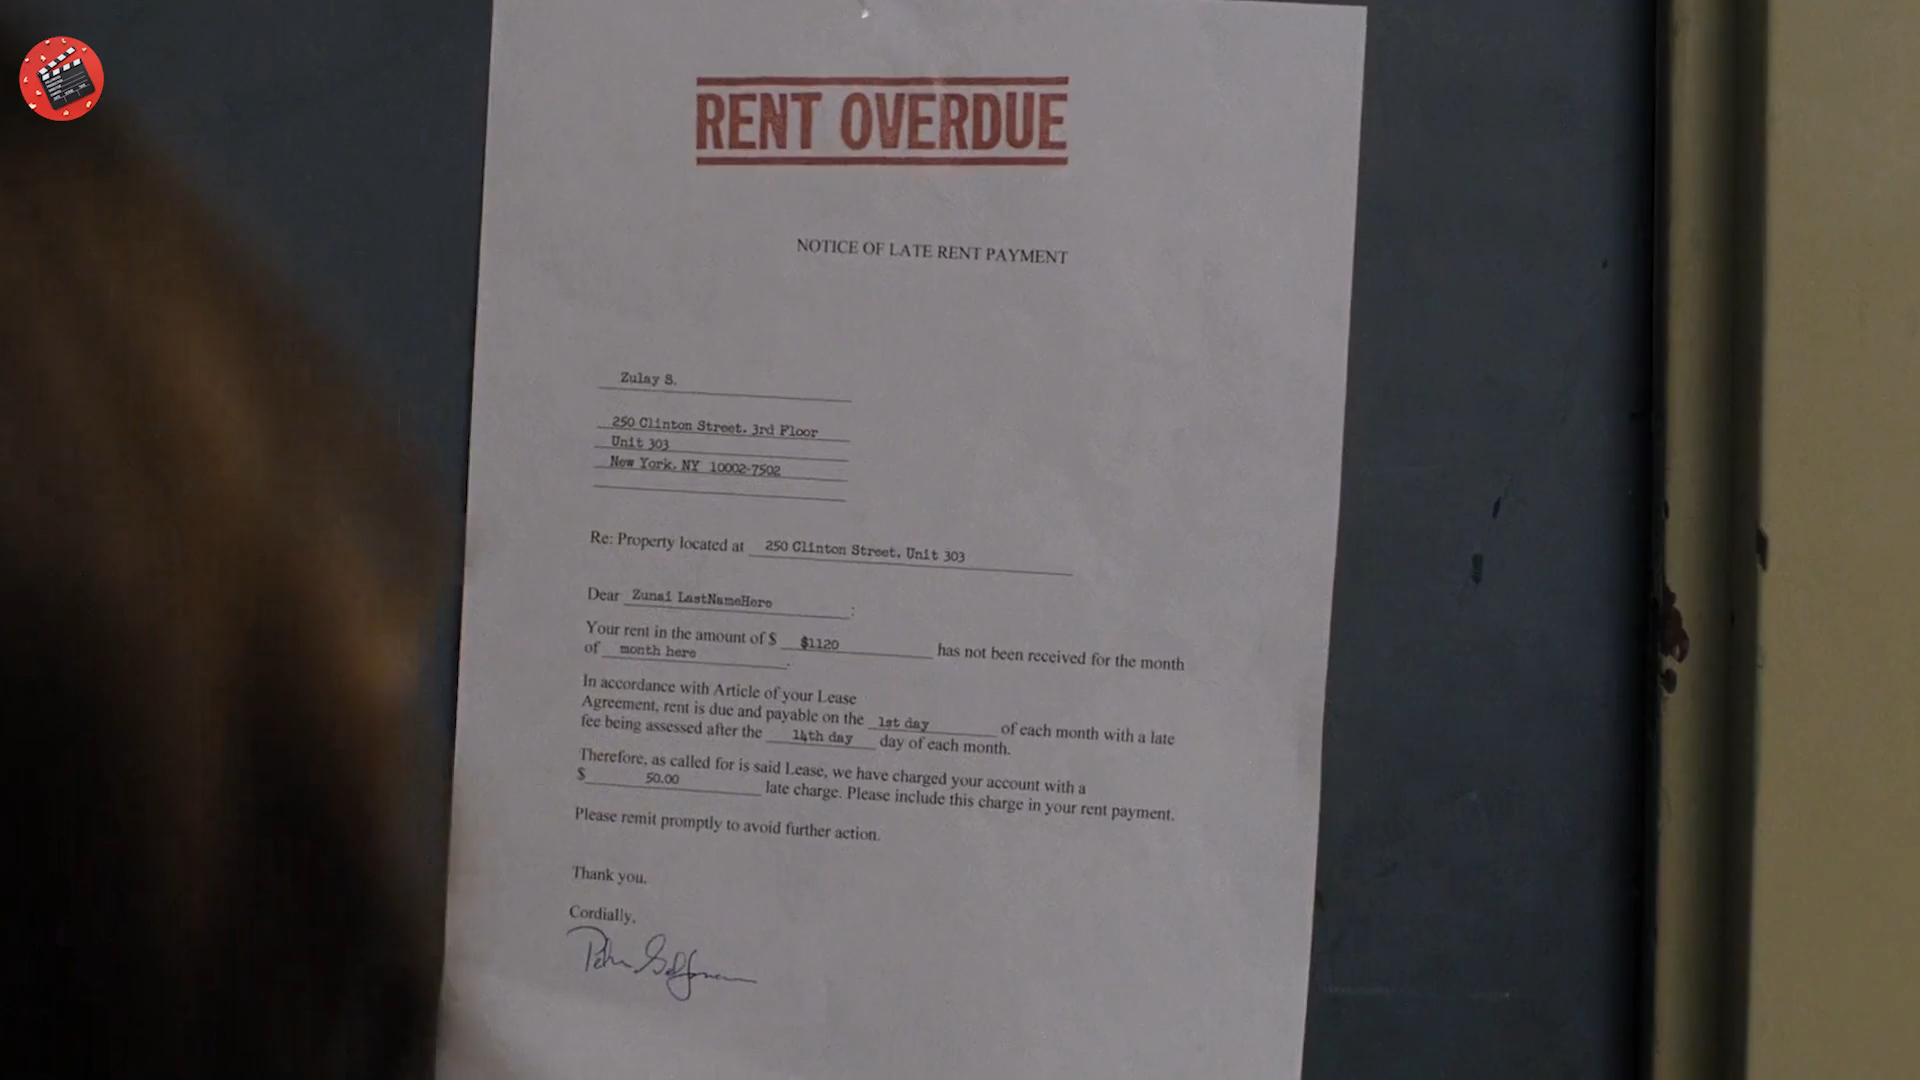 RENT OVERDUE
NOTICE OF LATE RENT PAYMENT
Zulay S.
250 Clinton Street, 3rd Floor
Unit 303
New York, NY 10002-7502
Re: Property located at 250 Clinton Street, Unit 303
Dear Zunai LastNameHere :
Your rent in the amount of $ $1120 has not been received for the month
of month here .
In accordance with Article of your Lease
Agreement, rent is due and payable on the 1st day of each month with a late
fee being assessed after the 14th day day of each month.
Therefore, as called for is said Lease, we have charged your account with a
$ 50.00 late charge. Please include this charge in your rent payment.
Please remit promptly to avoid further action.
Thank you.
Cordially,